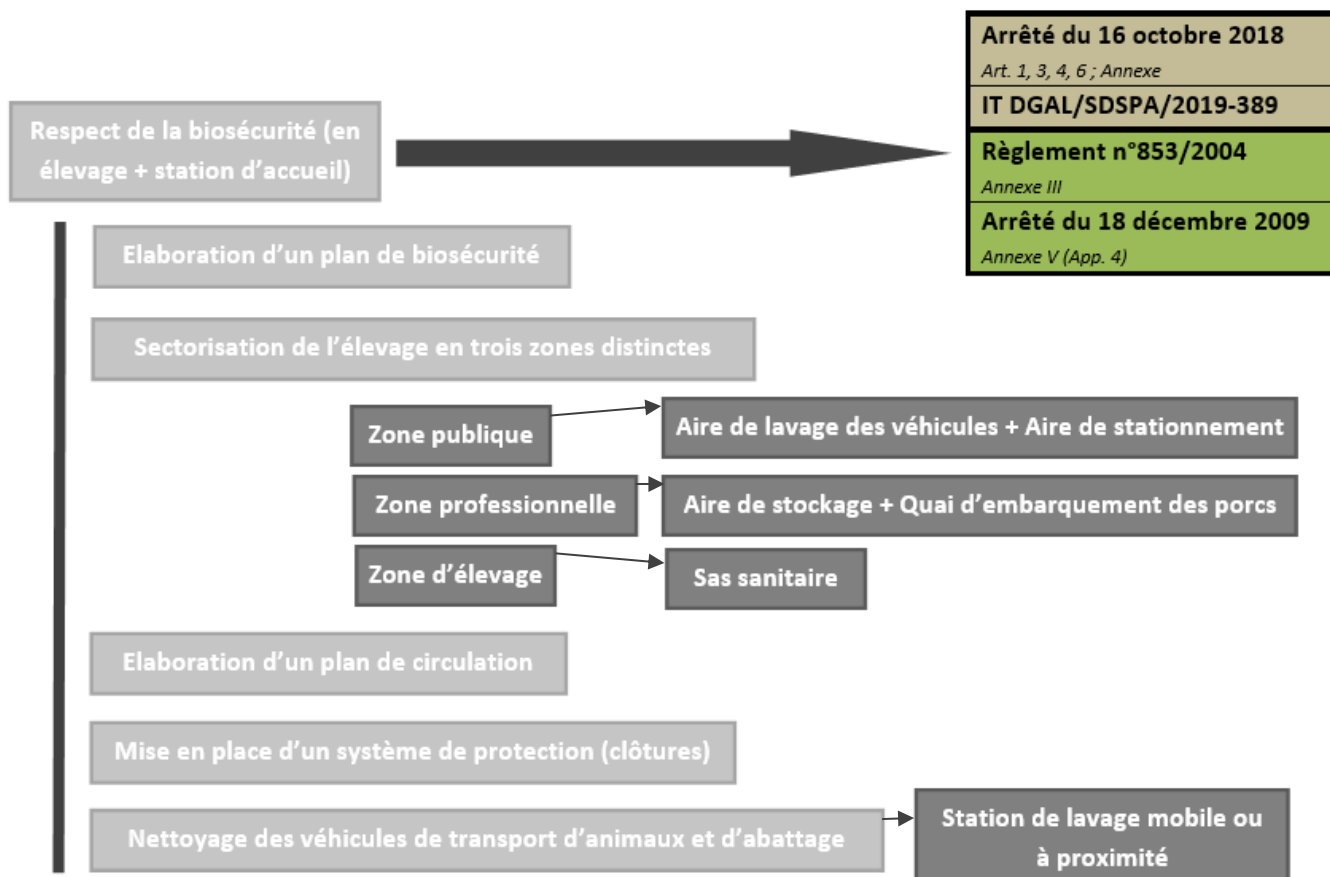 Arrêté du 16 octobre 2018
Art. 1, 3, 4, 6 ; Annexe
IT DGAL/SDSPA/2019-389
Règlement n°853/2004
Annexe III
Arrêté du 18 décembre 2009
Annexe V (App. 4)
Respect de la biosécurité (en
élevage + station d'accueil)
Elaboration d'un plan de biosécurité
Sectorisation de l'élevage en trois zones distinctes
Zone publique
Aire de lavage des véhicules + Aire de stationnement
Zone professionnelle
Aire de stockage + Quai d'embarquement des porcs
Zone d'élevage
Sas sanitaire
Elaboration d'un plan de circulation
Mise en place d'un système de protection (clôtures)
Nettoyage des véhicules de transport d'animaux et d'abattage
Station de lavage mobile ou
à proximité